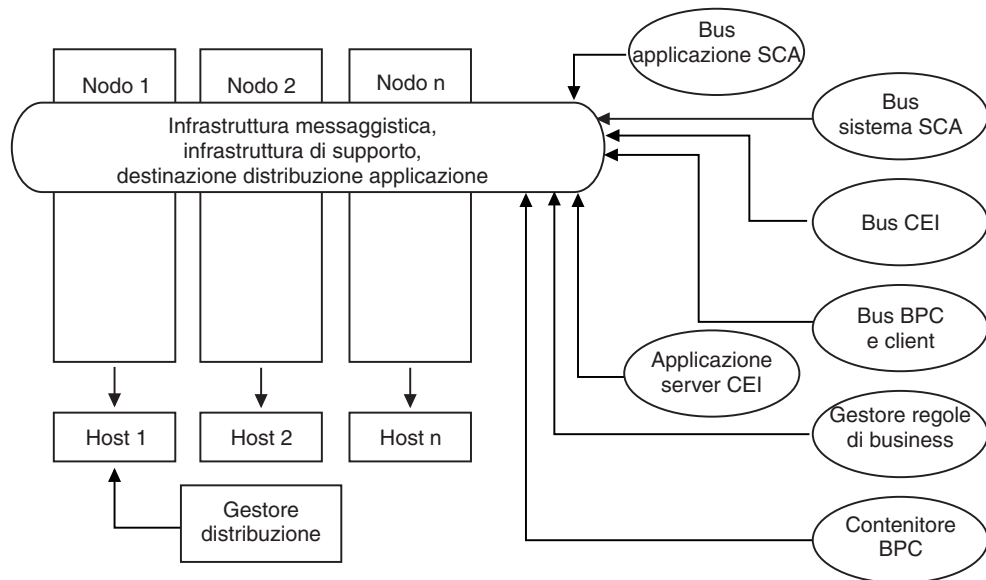 Bus
applicazione SCA
Nodo 1
Nodo 2
Nodo n
Bus
sistema SCA
Infrastruttura messaggistica,
infrastruttura di supporto,
destinazione distribuzione applicazione
Bus CEI
Bus BPC
e client
Applicazione
server CEI
Gestore regole
di business
Host 1
Host 2
Host n
Gestore
distribuzione
Contenitore
BPC